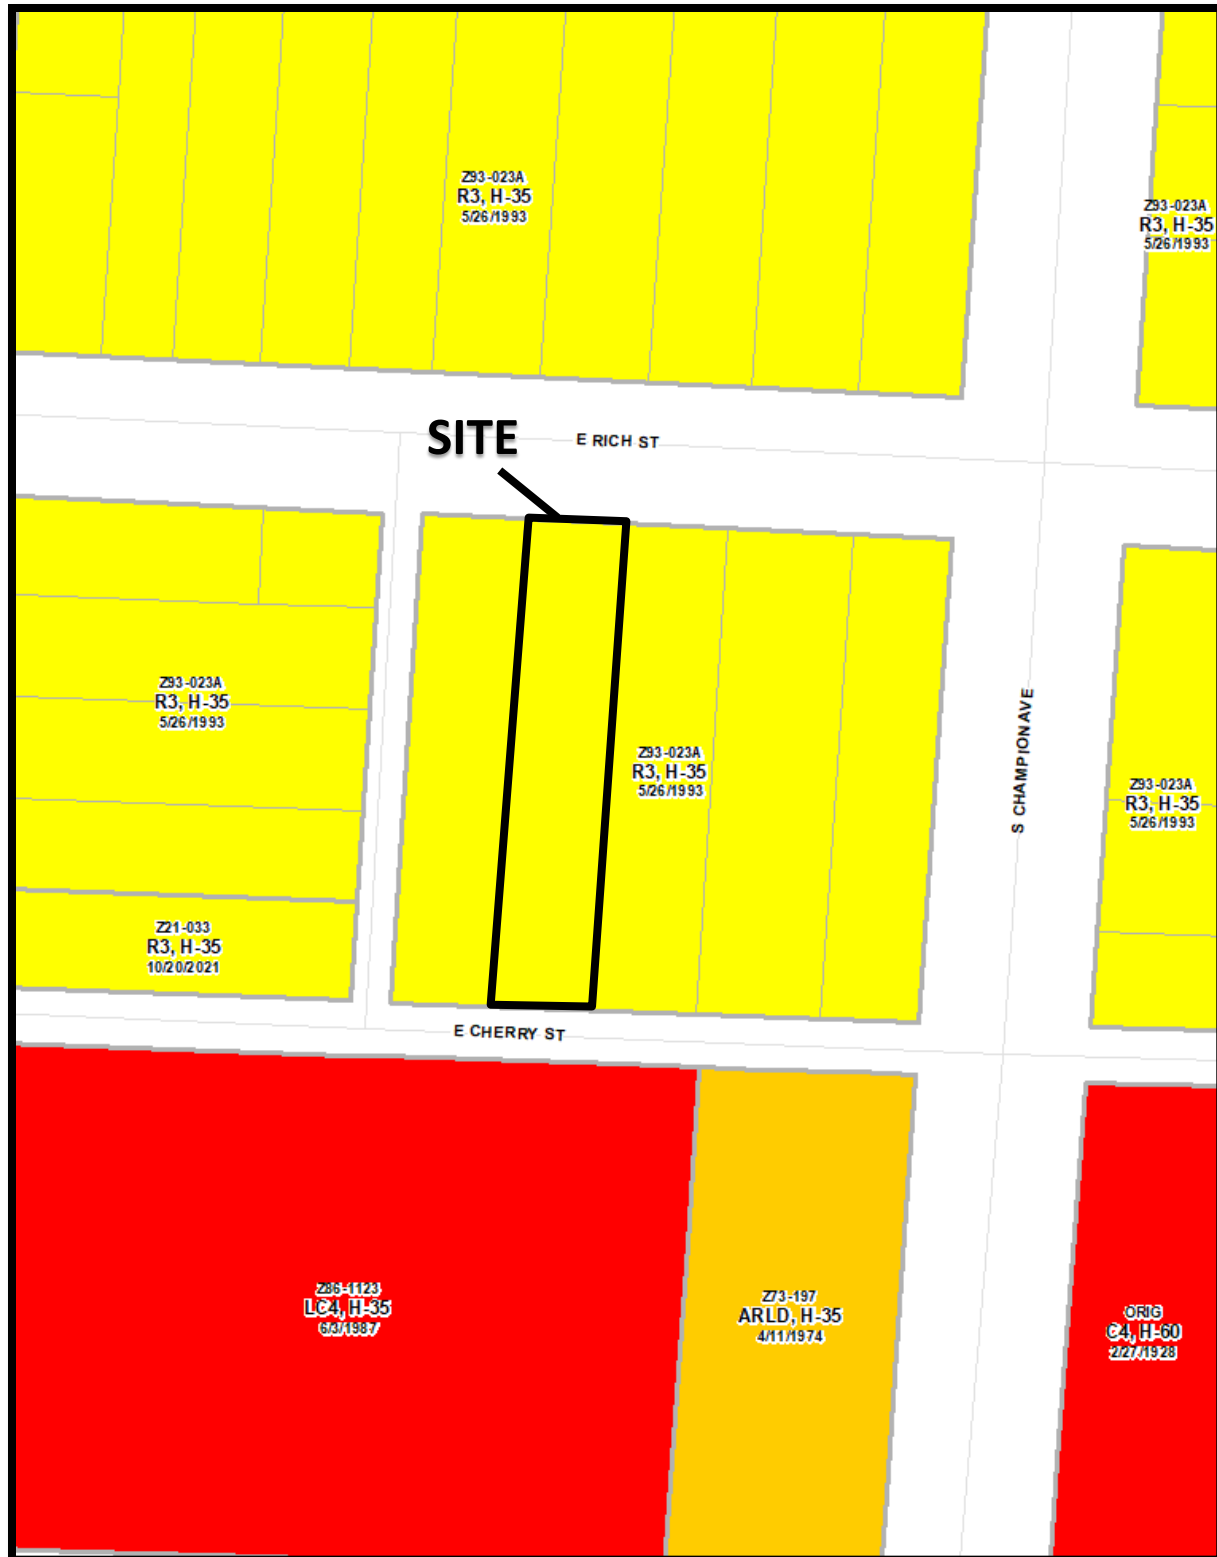 Z93-023A
R3, H-35
5/26/1993
Z93-023A
R3, H-35
5/26/1993
SITE
E RICH ST
Z93-023A
R3, H-35
5/26/1993
Z93-023A
R3, H-35
5/26/1993
S CHAMPION AVE
Z93-023A
R3, H-35
5/26/1993
Z21-033
R3, H-35
10/20/2021
E CHERRY ST
Z86-1123
LC4, H-35
6/3/1987
Z73-197
ARLD, H-35
4/11/1974
ORIG
C4, H-60
2/27/1928